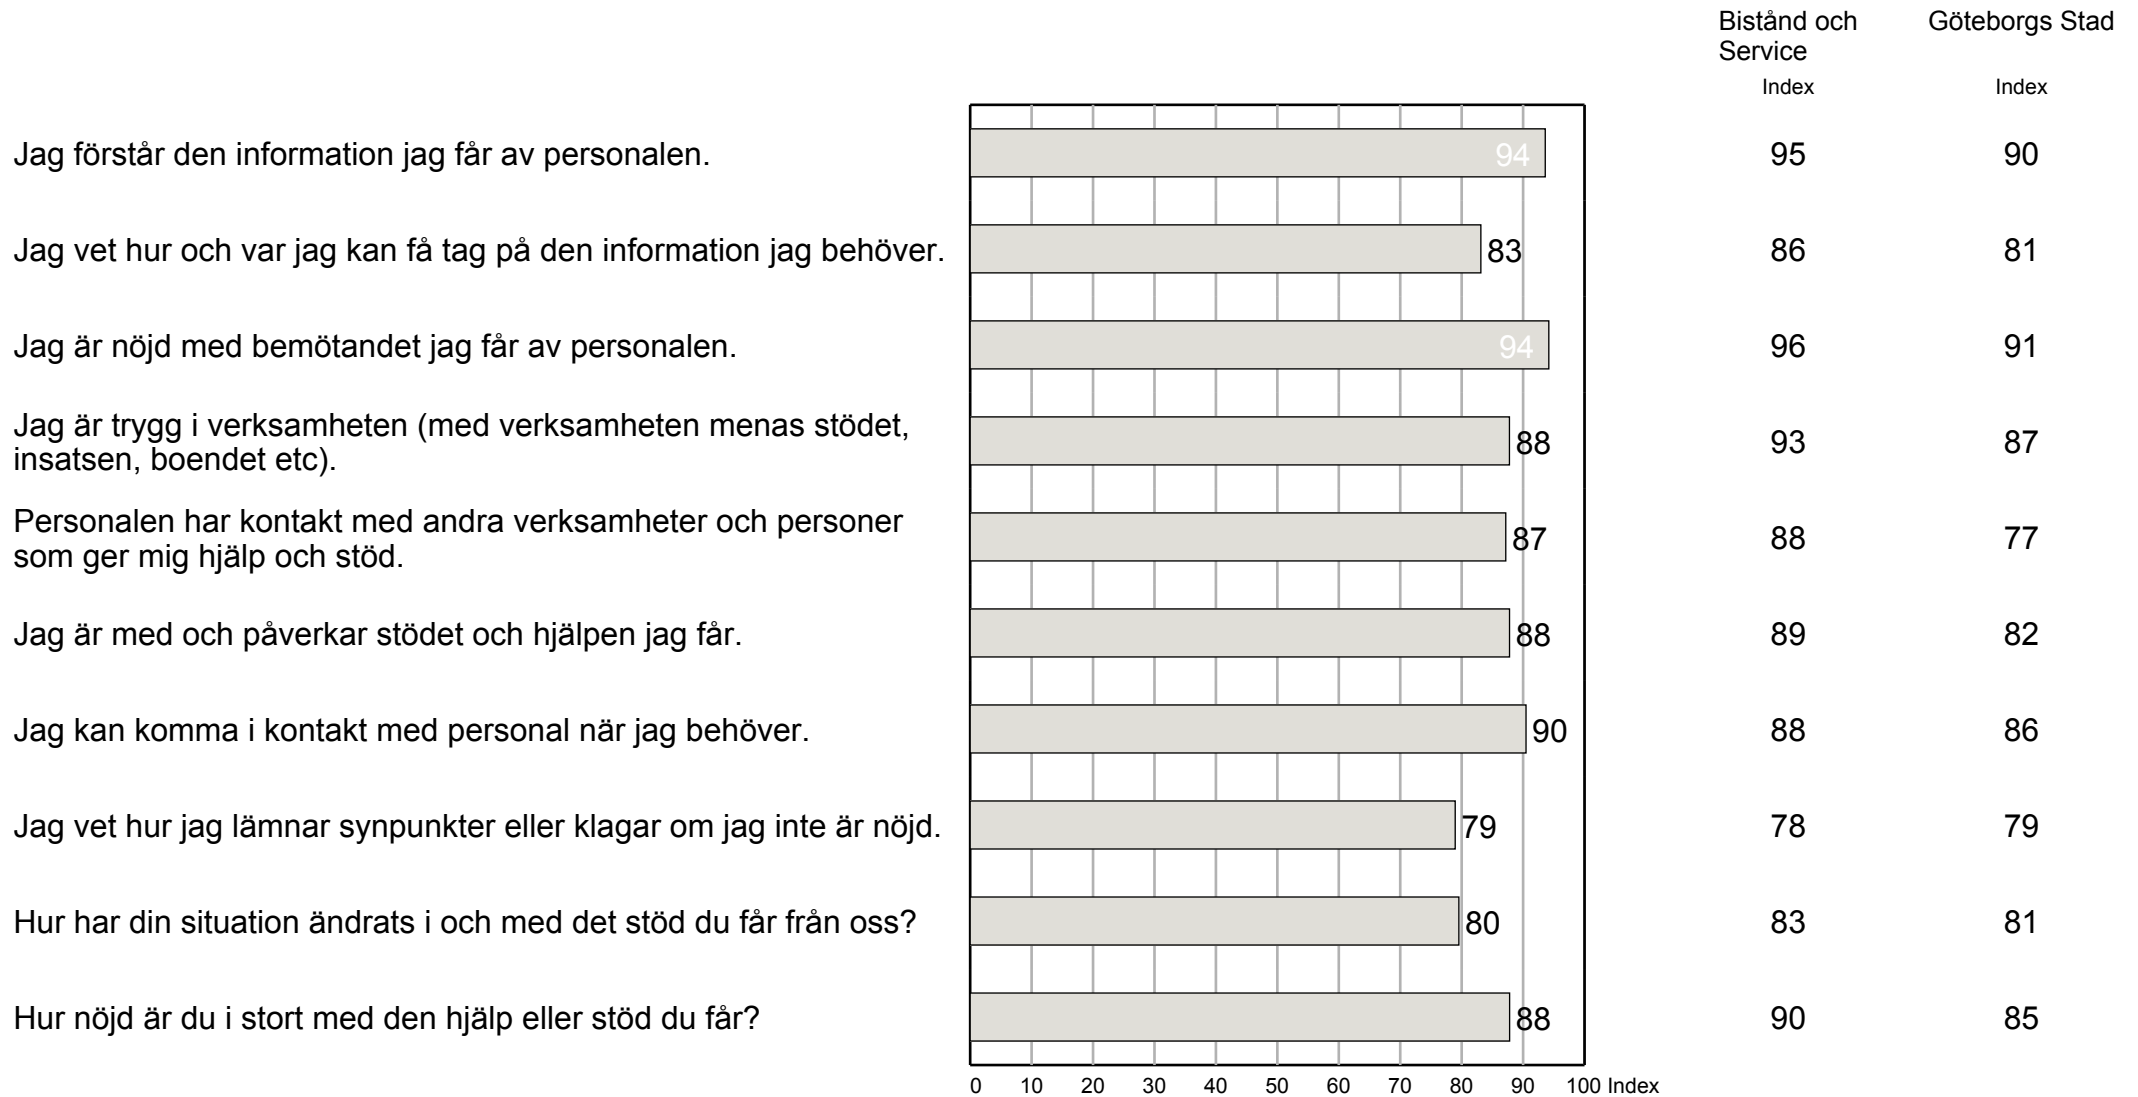 Bistånd och
Service
Göteborgs Stad
Index
Index
Jag förstår den information jag får av personalen.
94
95
90
Jag vet hur och var jag kan få tag på den information jag behöver.
83
86
81
Jag är nöjd med bemötandet jag får av personalen.
94
96
91
Jag är trygg i verksamheten (med verksamheten menas stödet,
insatsen, boendet etc).
88
93
87
Personalen har kontakt med andra verksamheter och personer
som ger mig hjälp och stöd.
87
88
77
Jag är med och påverkar stödet och hjälpen jag får.
88
89
82
Jag kan komma i kontakt med personal när jag behöver.
90
88
86
Jag vet hur jag lämnar synpunkter eller klagar om jag inte är nöjd.
79
78
79
Hur har din situation ändrats i och med det stöd du får från oss?
80
83
81
Hur nöjd är du i stort med den hjälp eller stöd du får?
88
90
85
0 10 20 30 40 50 60 70 80 90 100 Index